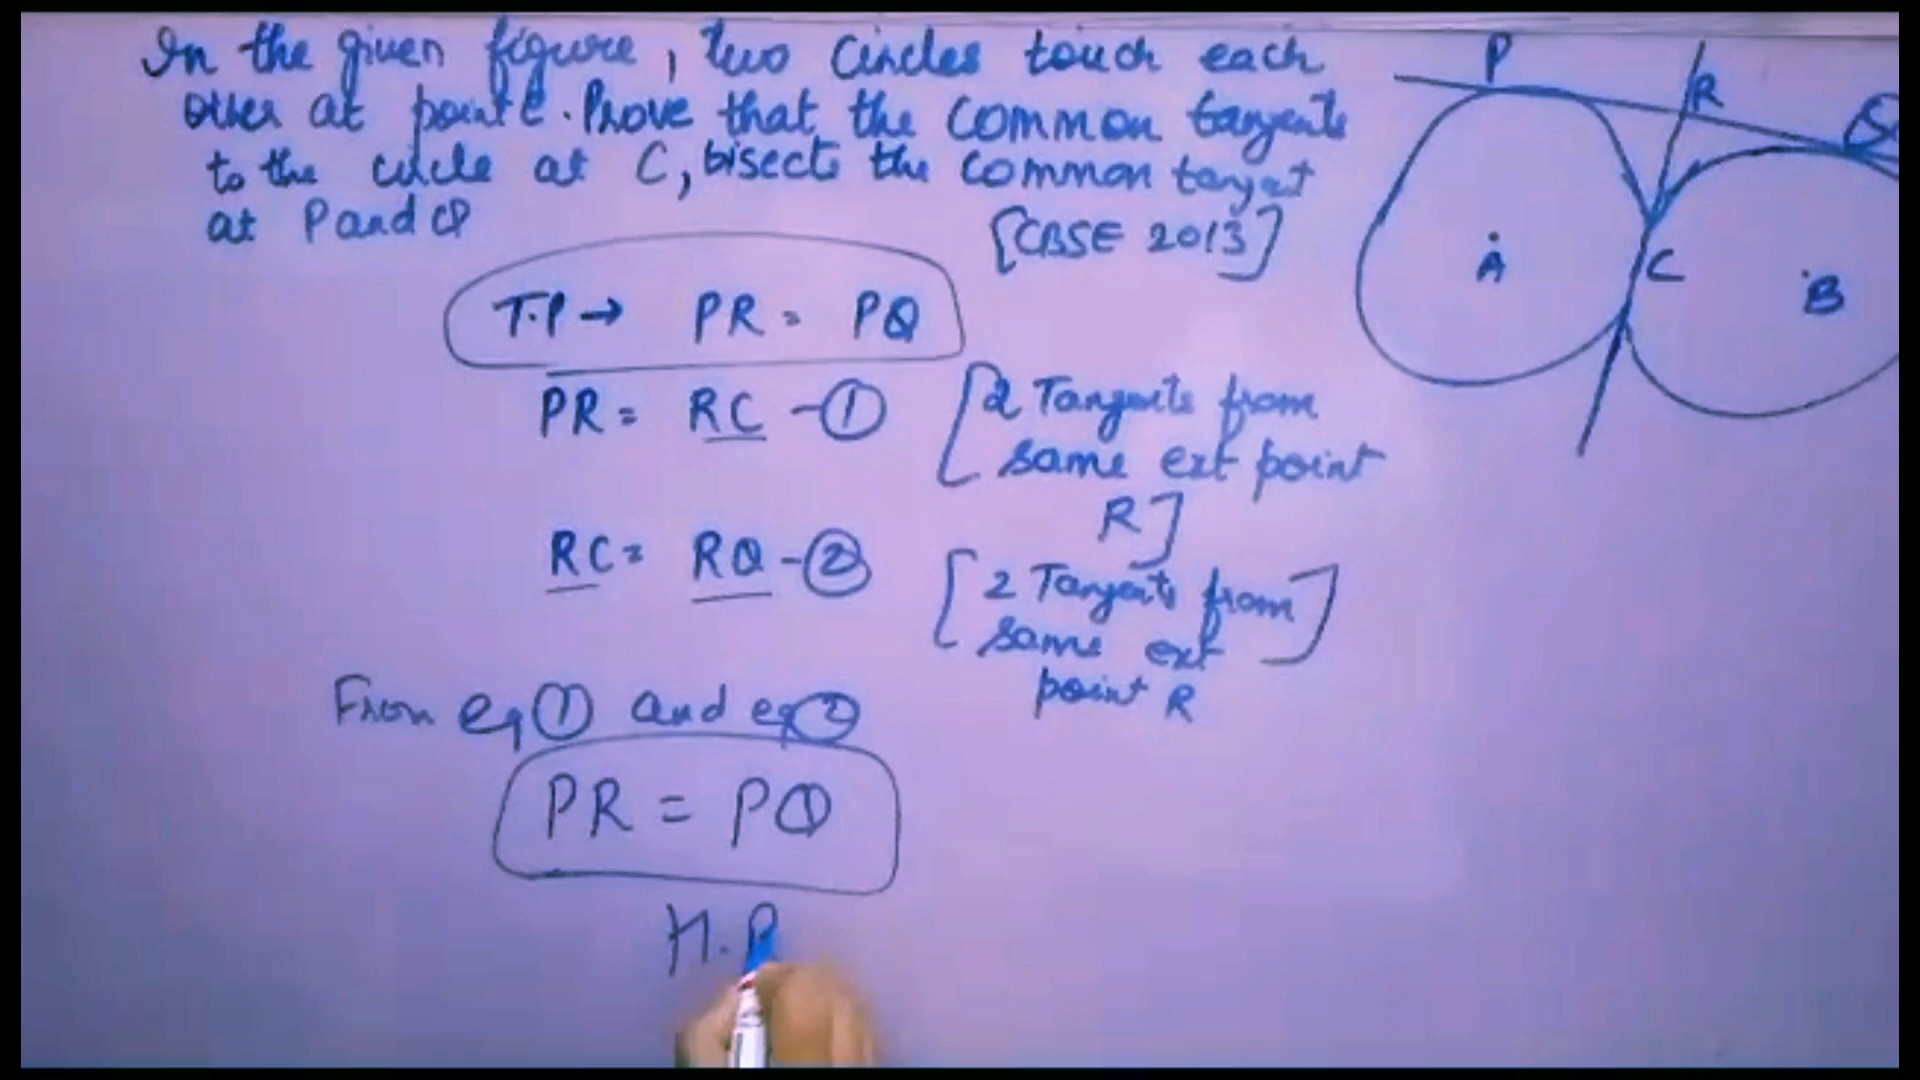 In the given figure, two circles touch each
other at point C. Prove that the common tangents
to the circle at C, bisects the common tangent
at P and Q
[CBSE 2013]
T.P → PR = PQ
PR = RC - ①
[2 Tangents from
same ext point
R]
RC = RQ - ②
[2 Tangents from]
same ext
point R
From eq ① and eq ②
PR = PQ
H.P
P
R
A
C
B